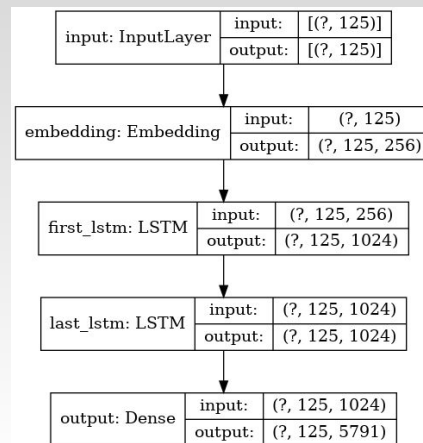 input: InputLayer input: [(?, 125)]
output: [(?, 125)]
embedding: Embedding input: (?, 125)
output: (?, 125, 256)
first_lstm: LSTM input: (?, 125, 256)
output: (?, 125, 1024)
last_lstm: LSTM input: (?, 125, 1024)
output: (?, 125, 1024)
output: Dense input: (?, 125, 1024)
output: (?, 125, 5791)